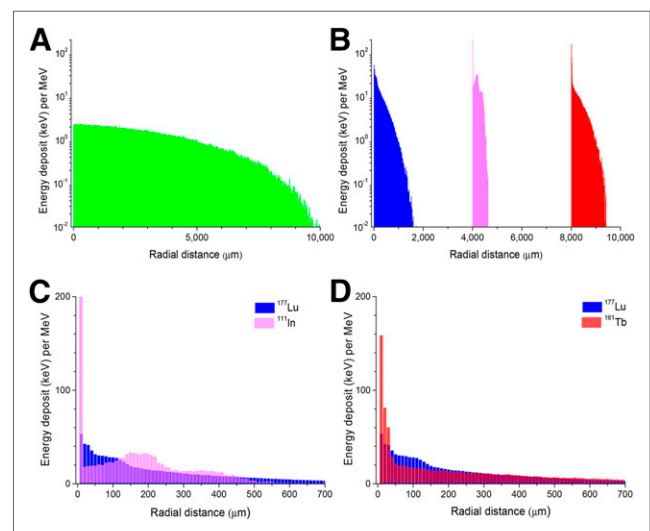 A
B
10²
10¹
10⁰
10⁻¹
10⁻²
Energy deposit (keV) per MeV
0
5,000
10,000
Radial distance (μm)
10²
10¹
10⁰
10⁻¹
10⁻²
Energy deposit (keV) per MeV
0
2,000
4,000
6,000
8,000
10,000
Radial distance (μm)
C
D
200
100
0
Energy deposit (keV) per MeV
¹⁷⁷Lu
¹¹¹In
0
100
200
300
400
500
600
700
Radial distance (μm)
200
100
0
Energy deposit (keV) per MeV
¹⁷⁷Lu
¹⁶¹Tb
0
100
200
300
400
500
600
700
Radial distance (μm)